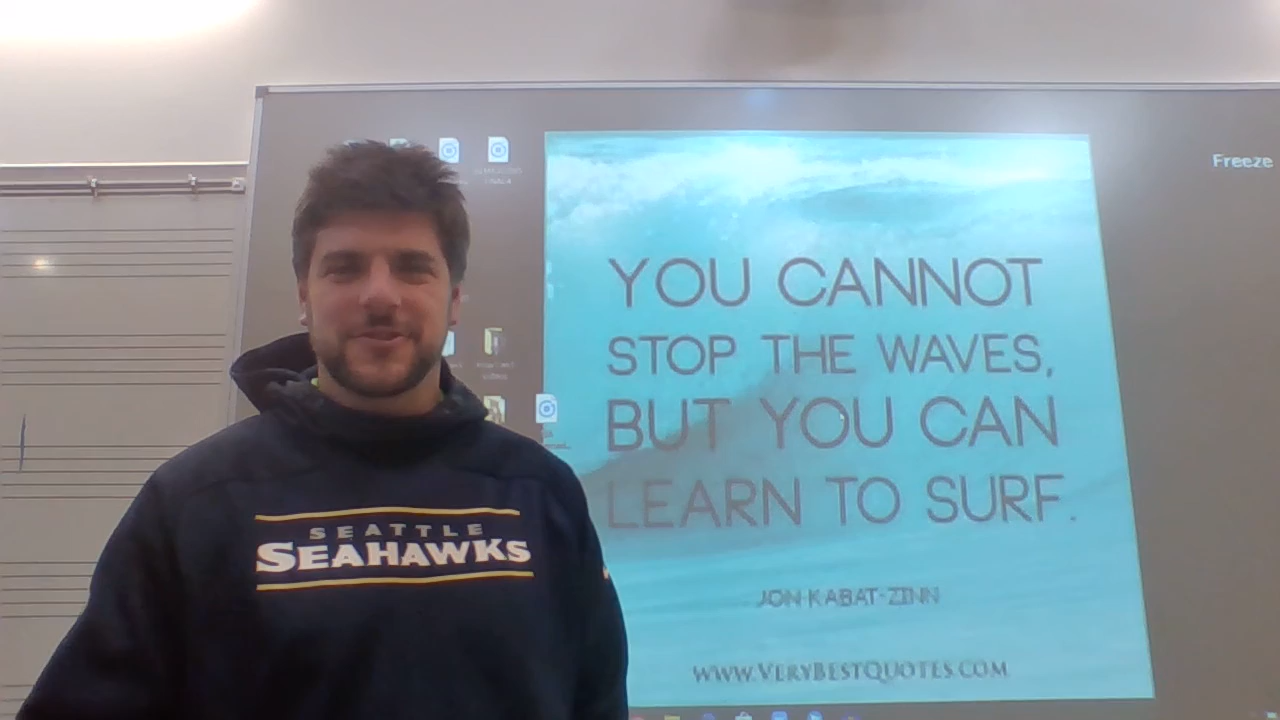 Freeze
YOU CANNOT
STOP THE WAVES,
BUT YOU CAN
LEARN TO SURF.
JON KABAT-ZINN
WWW.VERYBESTQUOTES.COM
SEATTLE
SEAHAWKS